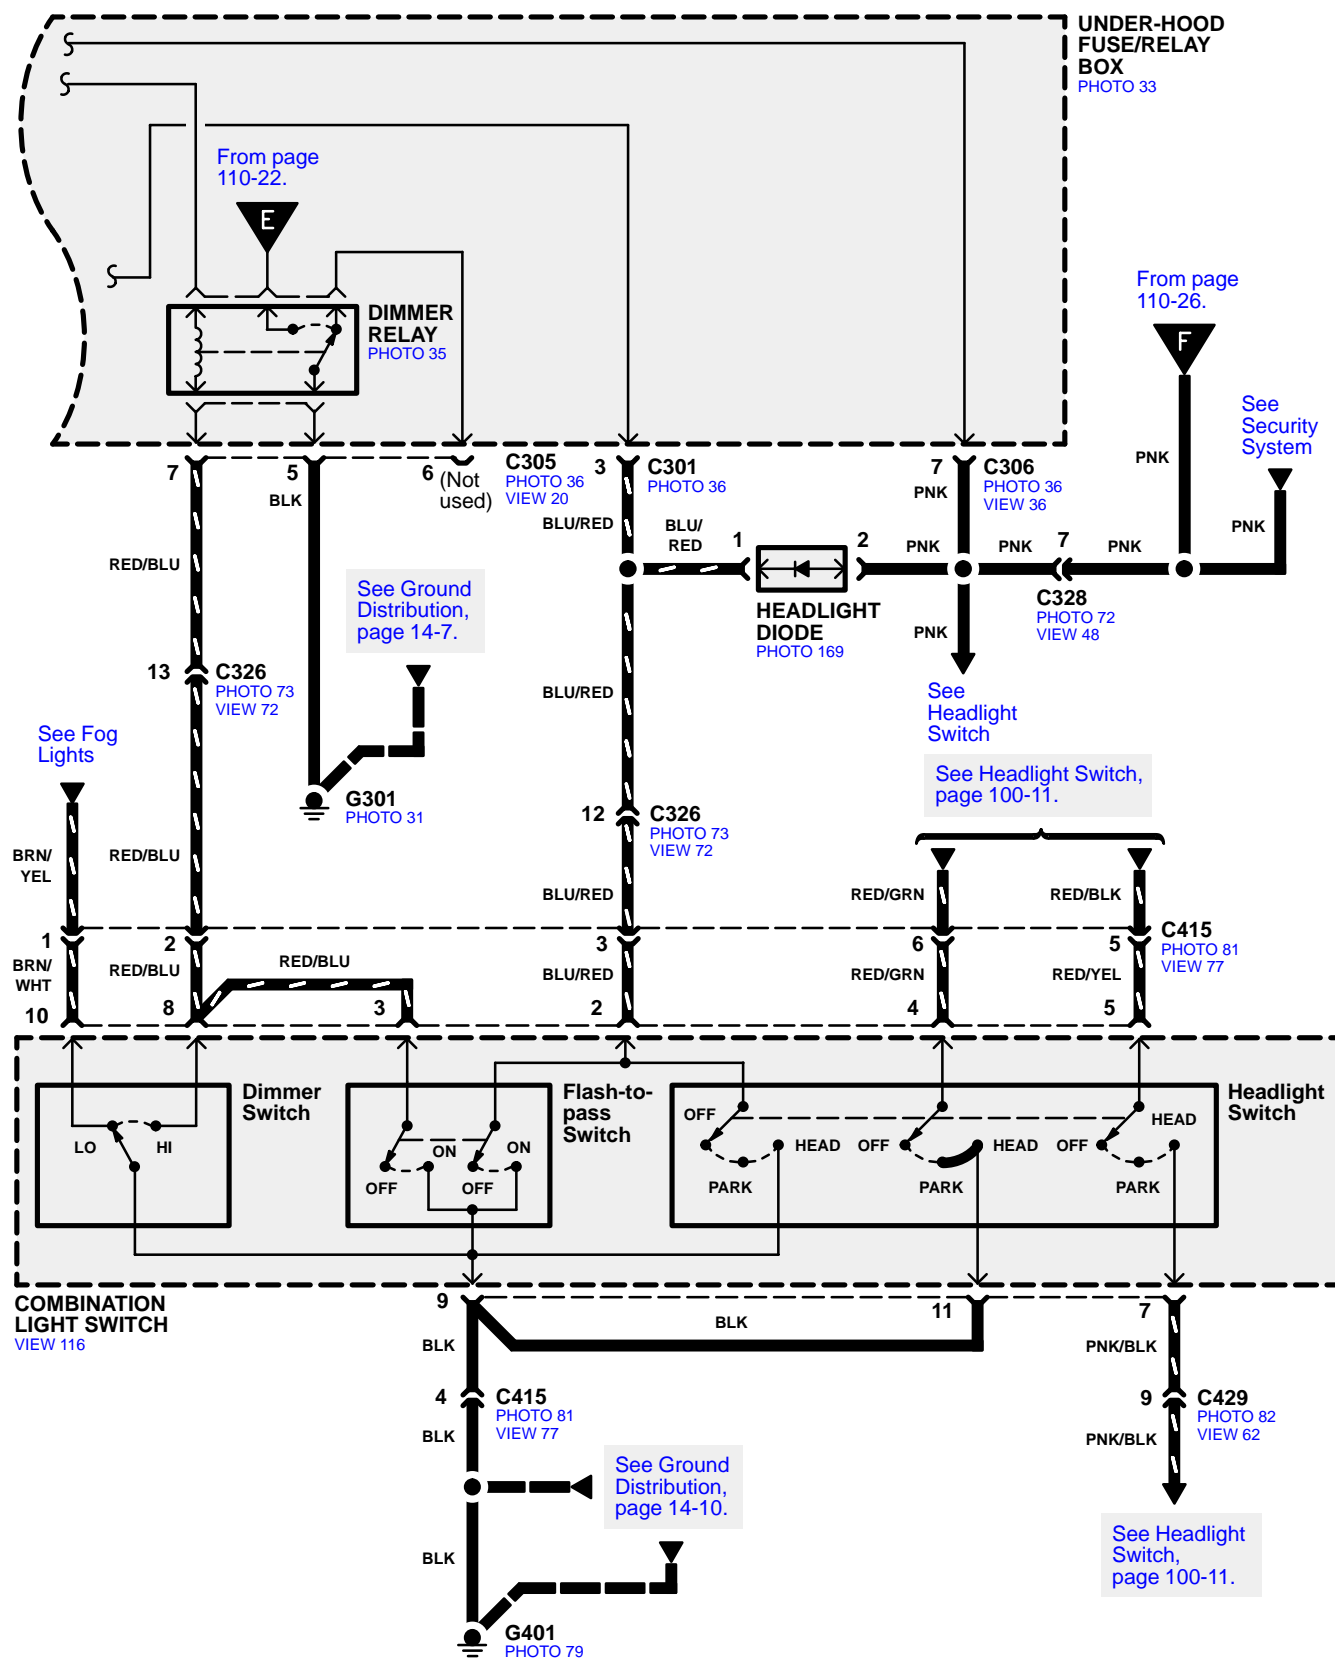 UNDER-HOOD
FUSE/RELAY
BOX
PHOTO 33
From page
110-22.
E
DIMMER
RELAY
PHOTO 35
From page
110-26.
F
See
Security
System
7
5
6
(Not
used)
C305
PHOTO 36
VIEW 20
3
C301
PHOTO 36
7
C306
PHOTO 36
VIEW 36
PNK
PNK
BLK
BLU/RED
BLU/
RED
1
2
PNK
PNK
7
PNK
PNK
RED/BLU
HEADLIGHT
DIODE
PHOTO 169
C328
PHOTO 72
VIEW 48
See Ground
Distribution,
page 14-7.
PNK
13
C326
PHOTO 73
VIEW 72
BLU/RED
See
Headlight
Switch
See Fog
Lights
See Headlight Switch,
page 100-11.
G301
PHOTO 31
12
C326
PHOTO 73
VIEW 72
BRN/
YEL
RED/BLU
BLU/RED
RED/GRN
RED/BLK
1
2
3
6
5
C415
PHOTO 81
VIEW 77
BRN/
WHT
RED/BLU
RED/BLU
BLU/RED
RED/GRN
RED/YEL
10
8
3
2
4
5
Dimmer
Switch
LO
HI
Flash-to-
pass
Switch
ON
ON
OFF
OFF
Headlight
Switch
OFF
HEAD
PARK
OFF
HEAD
PARK
OFF
HEAD
PARK
COMBINATION
LIGHT SWITCH
VIEW 116
9
11
7
BLK
BLK
PNK/BLK
4
C415
PHOTO 81
VIEW 77
9
C429
PHOTO 82
VIEW 62
BLK
PNK/BLK
See Ground
Distribution,
page 14-10.
See Headlight
Switch,
page 100-11.
BLK
G401
PHOTO 79